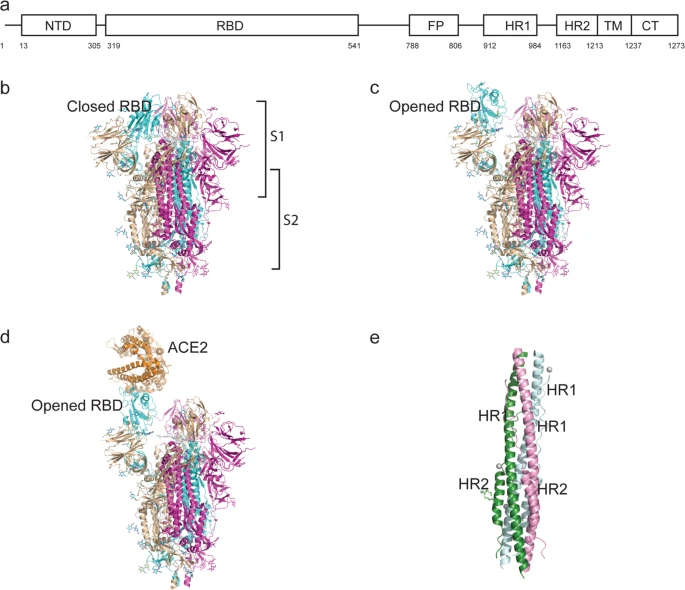 a
NTD RBD FP HR1 HR2 TM CT
1 13 305 319 541 788 806 912 984 1163 1213 1237 1273
b
Closed RBD
S1
S2
c
Opened RBD
d
ACE2
Opened RBD
e
HR1
HR1
HR1
HR2
HR2